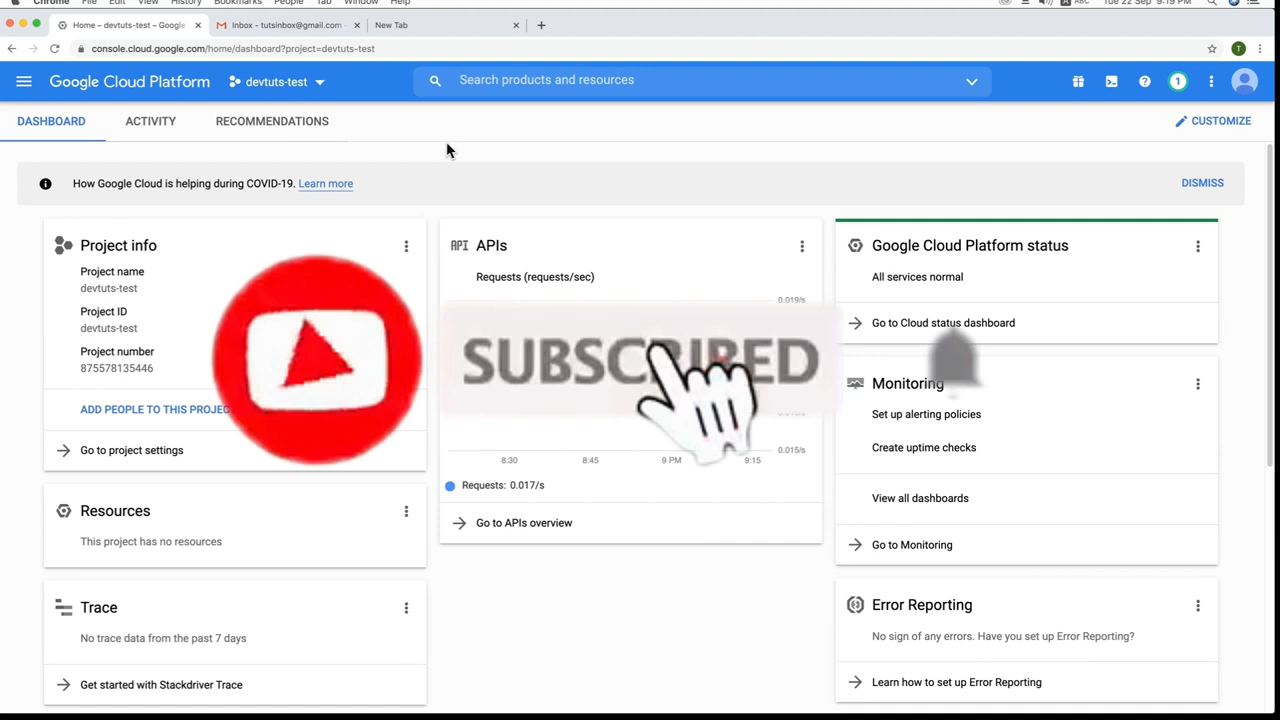 Chrome File Edit View History Bookmarks People Tab Window Help
ABC Tue 22 Sep 9:19 PM
Home – devtuts-test – Google
Inbox - tutsinbox@gmail.com -
New Tab
console.cloud.google.com/home/dashboard?project=devtuts-test
T
Google Cloud Platform
devtuts-test
Search products and resources
1
DASHBOARD
ACTIVITY
RECOMMENDATIONS
CUSTOMIZE
How Google Cloud is helping during COVID-19. Learn more
DISMISS
Project info
Project name
devtuts-test
Project ID
devtuts-test
Project number
875578135446
ADD PEOPLE TO THIS PROJEC
Go to project settings
Resources
This project has no resources
Trace
No trace data from the past 7 days
Get started with Stackdriver Trace
API APIs
Requests (requests/sec)
0.019/s
SUBSCRIBED
0.015/s
8:30 8:45 9 PM 9:15
Requests: 0.017/s
Go to APIs overview
Google Cloud Platform status
All services normal
Go to Cloud status dashboard
Monitoring
Set up alerting policies
Create uptime checks
View all dashboards
Go to Monitoring
Error Reporting
No sign of any errors. Have you set up Error Reporting?
Learn how to set up Error Reporting